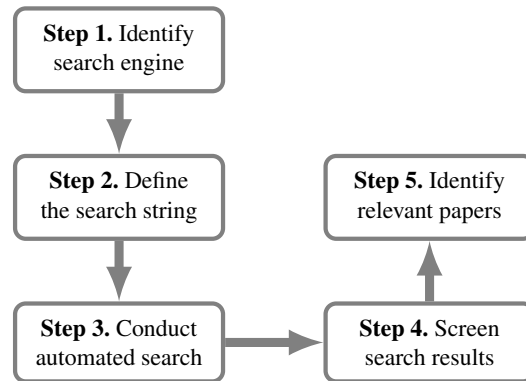 Step 1. Identify
search engine
Step 2. Define
the search string
Step 3. Conduct
automated search
Step 4. Screen
search results
Step 5. Identify
relevant papers